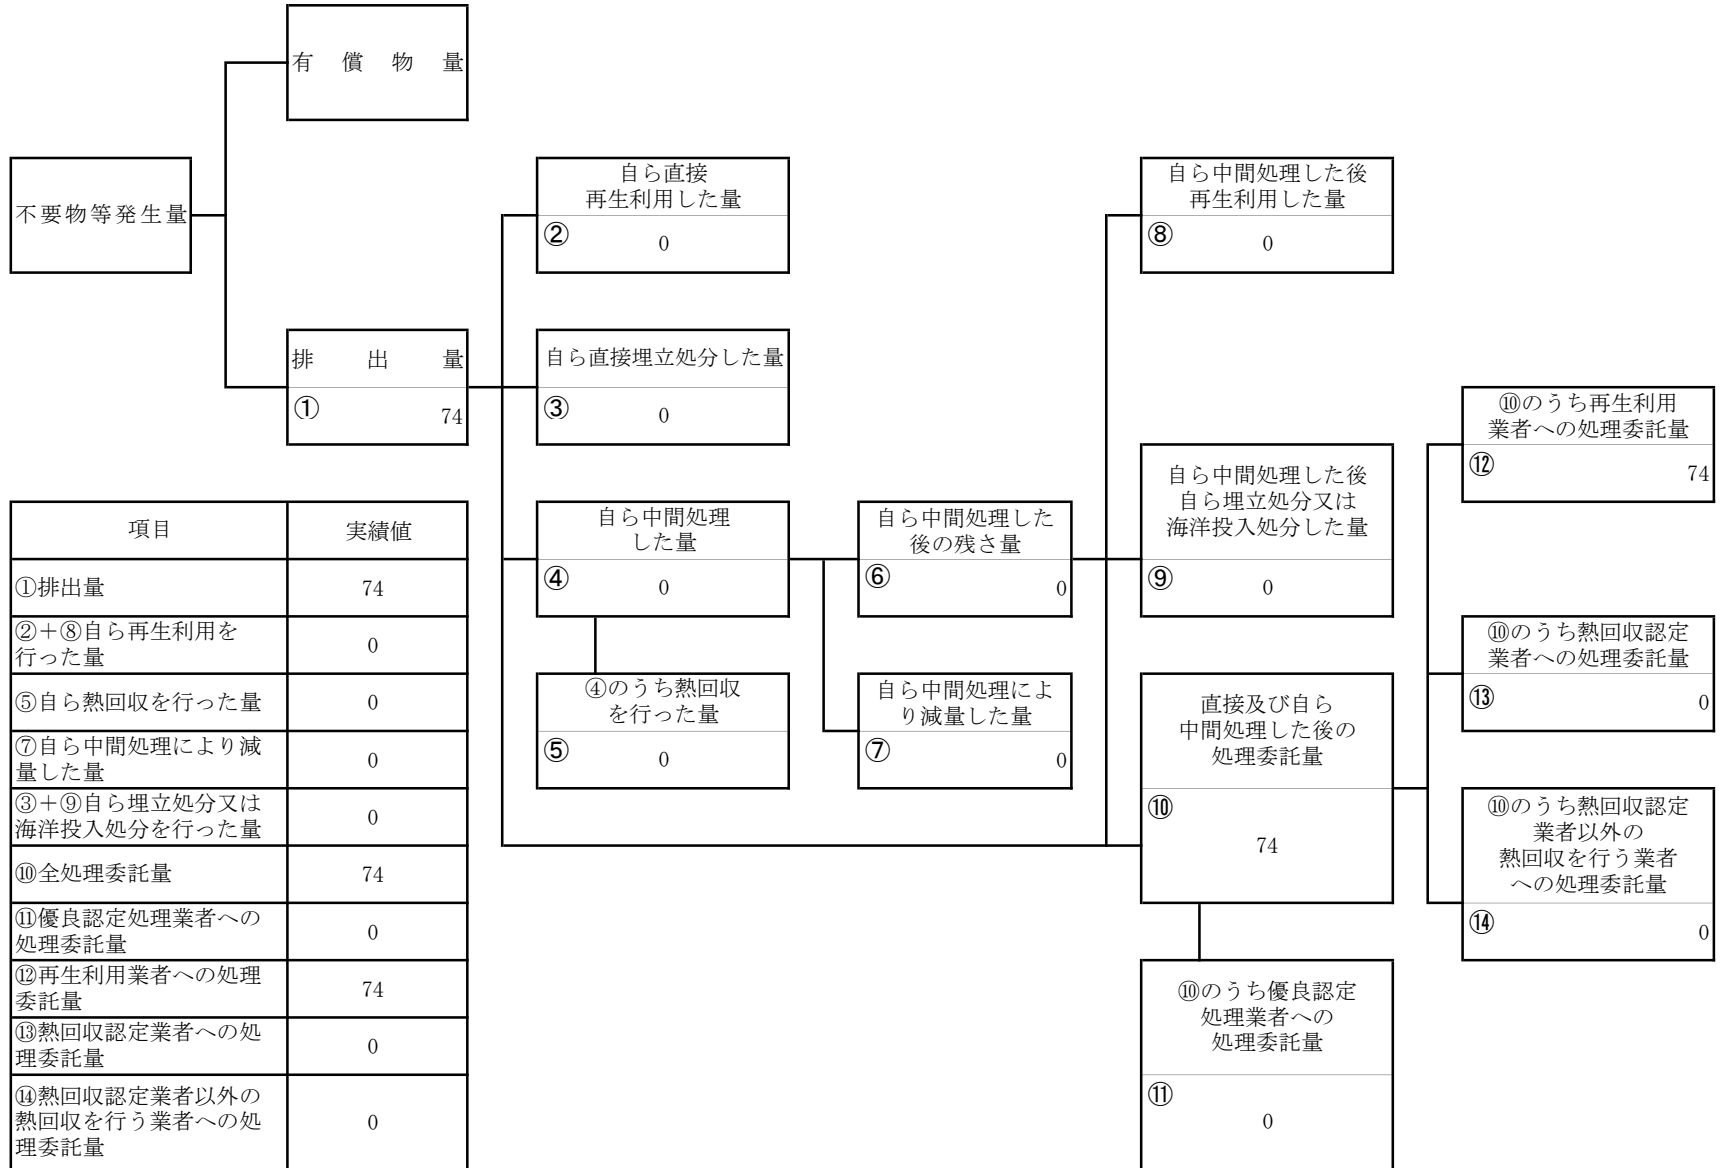 有償物量
不要物等発生量
排出量
①
74
自ら直接
再生利用した量
②
0
自ら直接埋立処分した量
③
0
自ら中間処理
した量
④
0
④のうち熱回収
を行った量
⑤
0
自ら中間処理した
後の残さ量
⑥
0
自ら中間処理によ
り減量した量
⑦
0
自ら中間処理した後
再生利用した量
⑧
0
自ら中間処理した後
自ら埋立処分又は
海洋投入処分した量
⑨
0
直接及び自ら
中間処理した後の
処理委託量
⑩
74
⑩のうち優良認定
処理業者への
処理委託量
⑪
0
⑩のうち再生利用
業者への処理委託量
⑫
74
⑩のうち熱回収認定
業者への処理委託量
⑬
0
⑩のうち熱回収認定
業者以外の
熱回収を行う業者
への処理委託量
⑭
0
項目 実績値
①排出量 74
②＋⑧自ら再生利用を
行った量 0
⑤自ら熱回収を行った量 0
⑦自ら中間処理により減
量した量 0
③＋⑨自ら埋立処分又は
海洋投入処分を行った量 0
⑩全処理委託量 74
⑪優良認定処理業者への
処理委託量 0
⑫再生利用業者への処理
委託量 74
⑬熱回収認定業者への処
理委託量 0
⑭熱回収認定業者以外の
熱回収を行う業者への処
理委託量 0